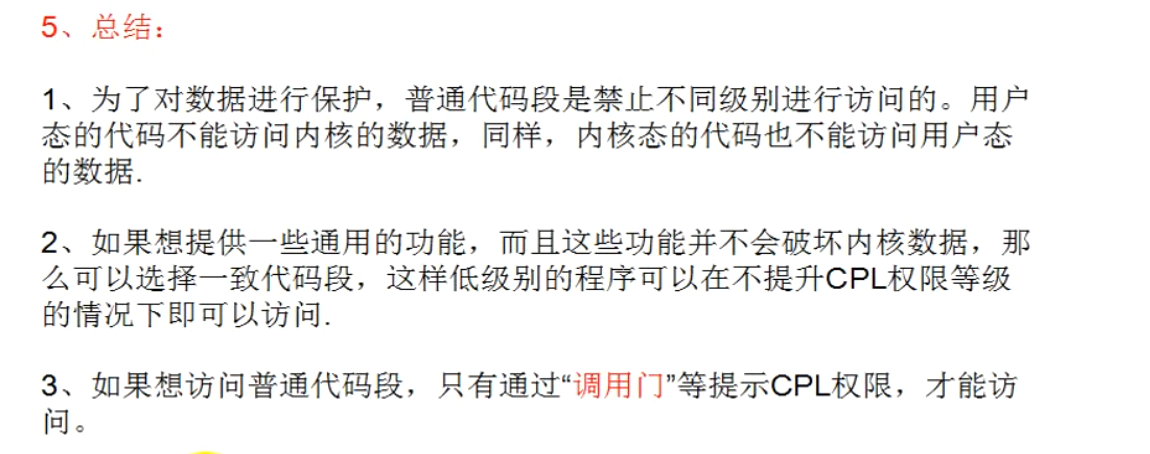 5、总结：
1、为了对数据进行保护，普通代码段是禁止不同级别进行访问的。用户
态的代码不能访问内核的数据，同样，内核态的代码也不能访问用户态
的数据.
2、如果想提供一些通用的功能，而且这些功能并不会破坏内核数据，那
么可以选择一致代码段，这样低级别的程序可以在不提升CPL权限等级
的情况下即可以访问.
3、如果想访问普通代码段，只有通过“调用门”等提示CPL权限，才能访
问。